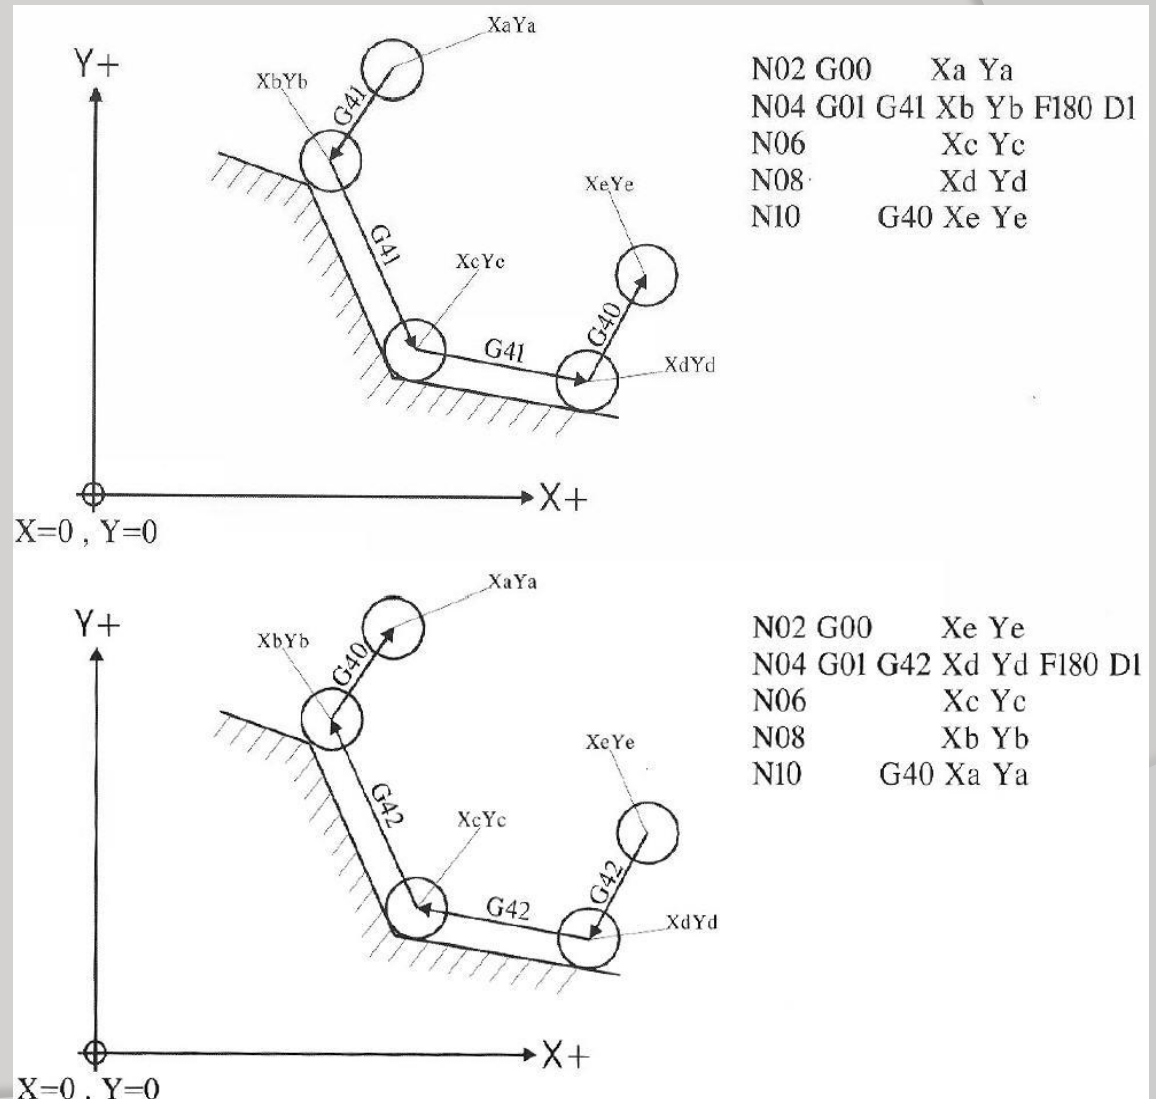 XaYa
Y+
XbYb
G41
N02 G00 Xa Ya
N04 G01 G41 Xb Yb F180 D1
N06 Xc Yc
N08 Xd Yd
N10 G40 Xe Ye
XeYe
G41
XcYc
G40
G41
XdYd
X+
X=0 , Y=0
XaYa
Y+
XbYb
G40
N02 G00 Xe Ye
N04 G01 G42 Xd Yd F180 D1
N06 Xc Yc
N08 Xb Yb
N10 G40 Xa Ya
XeYe
G42
XcYc
G42
G42
XdYd
X+
X=0 , Y=0